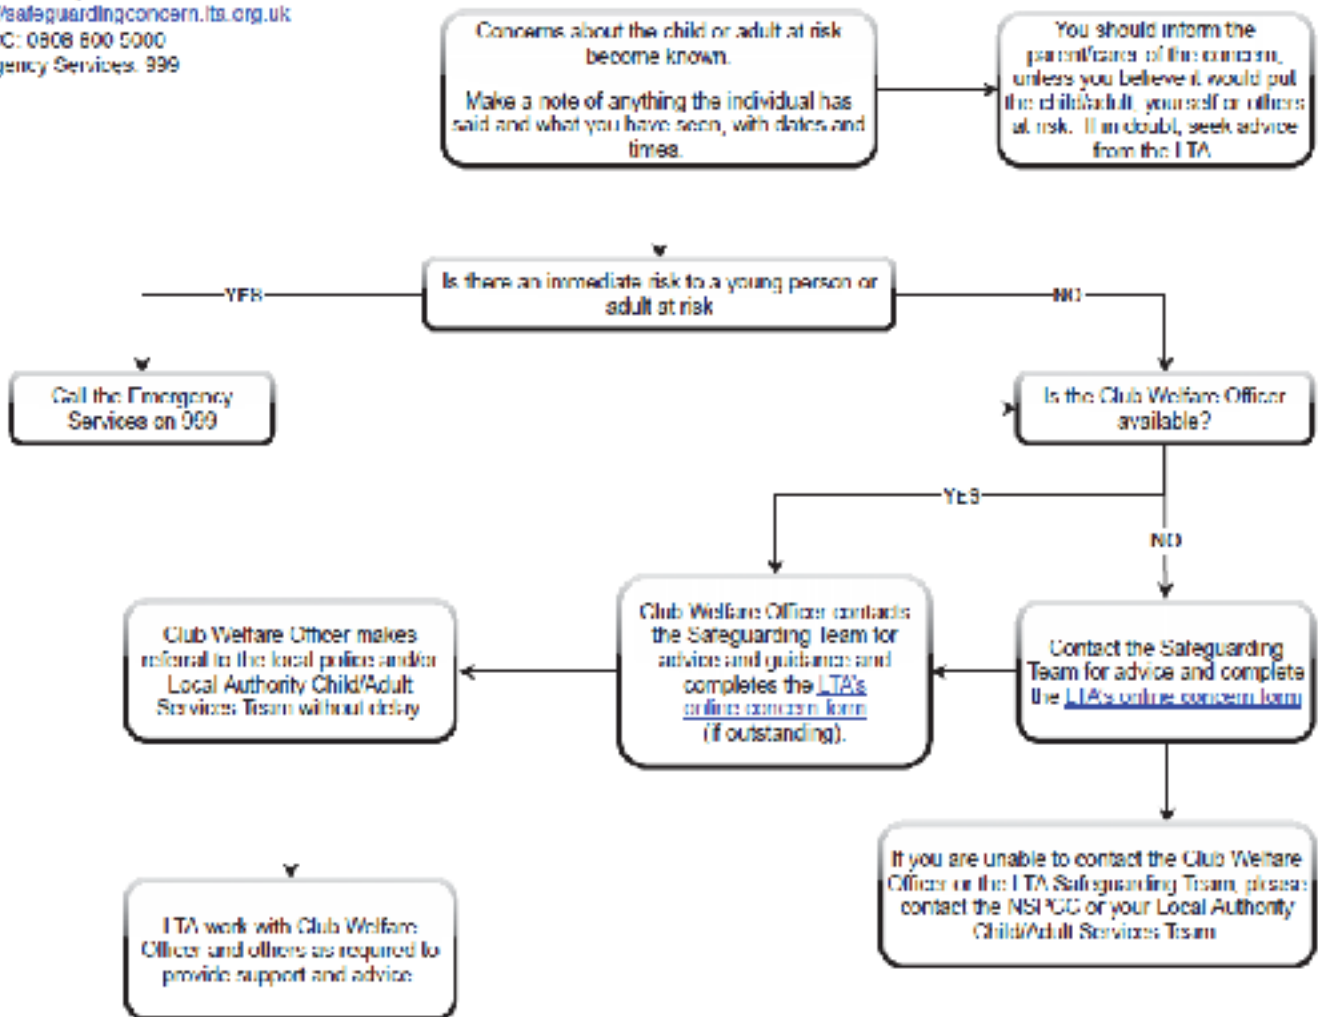 /safeguardingconcern.lta.org.uk
C: 0808 800 5000
gency Services: 999
Concerns about the child or adult at risk
become known.
Make a note of anything the individual has
said and what you have seen, with dates and
times.
You should inform the
parent/carer of the concern,
unless you believe it would put
the child/adult, yourself or others
at risk. If in doubt, seek advice
from the LTA
Is there an immediate risk to a young person or
adult at risk
YES
NO
Call the Emergency
Services on 999
Is the Club Welfare Officer
available?
YES
NO
Club Welfare Officer makes
referral to the local police and/or
Local Authority Child/Adult
Services Team without delay
Club Welfare Officer contacts
the Safeguarding Team for
advice and guidance and
completes the LTA's
online concern form
(if outstanding).
Contact the Safeguarding
Team for advice and complete
the LTA's online concern form
If you are unable to contact the Club Welfare
Officer or the LTA Safeguarding Team, please
contact the NSPCC or your Local Authority
Child/Adult Services Team
LTA work with Club Welfare
Officer and others as required to
provide support and advice